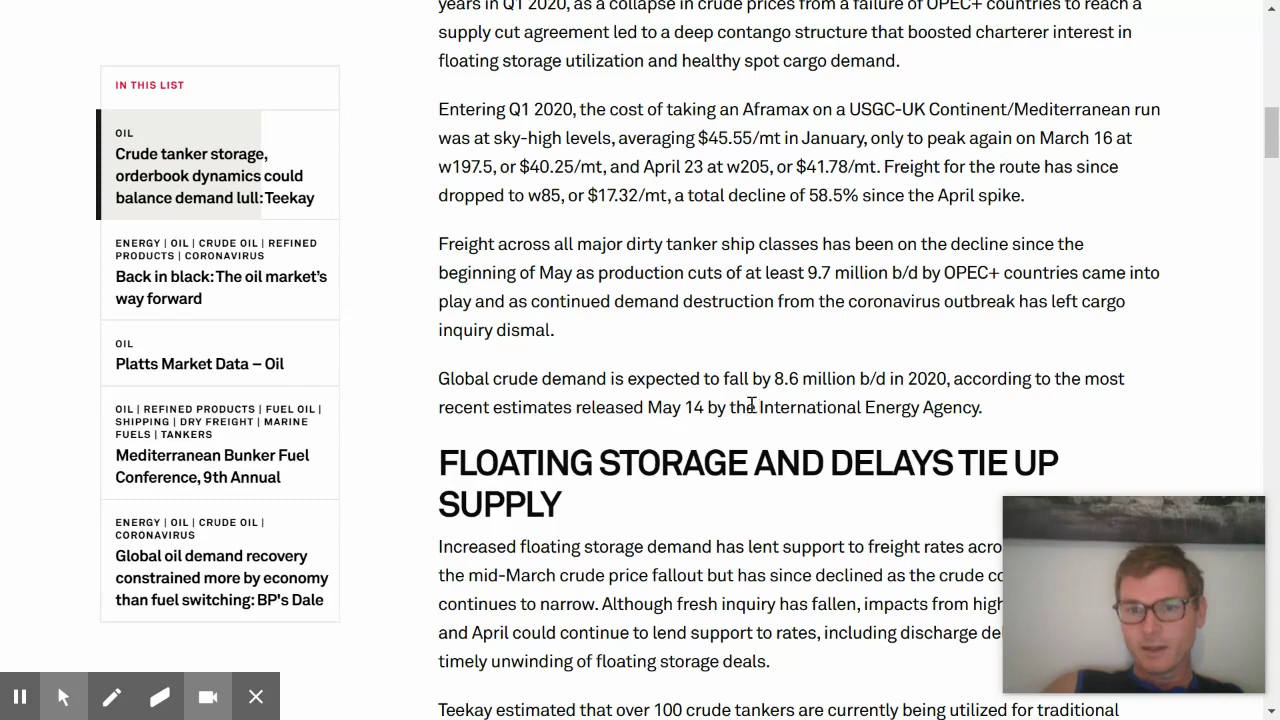 years in Q1 2020, as a collapse in crude prices from a failure of OPEC+ countries to reach a
supply cut agreement led to a deep contango structure that boosted charterer interest in
floating storage utilization and healthy spot cargo demand.
Entering Q1 2020, the cost of taking an Aframax on a USGC-UK Continent/Mediterranean run
was at sky-high levels, averaging $45.55/mt in January, only to peak again on March 16 at
w197.5, or $40.25/mt, and April 23 at w205, or $41.78/mt. Freight for the route has since
dropped to w85, or $17.32/mt, a total decline of 58.5% since the April spike.
Freight across all major dirty tanker ship classes has been on the decline since the
beginning of May as production cuts of at least 9.7 million b/d by OPEC+ countries came into
play and as continued demand destruction from the coronavirus outbreak has left cargo
inquiry dismal.
Global crude demand is expected to fall by 8.6 million b/d in 2020, according to the most
recent estimates released May 14 by the International Energy Agency.
FLOATING STORAGE AND DELAYS TIE UP
SUPPLY
Increased floating storage demand has lent support to freight rates acro
the mid-March crude price fallout but has since declined as the crude co
continues to narrow. Although fresh inquiry has fallen, impacts from high
and April could continue to lend support to rates, including discharge de
timely unwinding of floating storage deals.
Teekay estimated that over 100 crude tankers are currently being utilized for traditional
IN THIS LIST
OIL
Crude tanker storage,
orderbook dynamics could
balance demand lull: Teekay
ENERGY | OIL | CRUDE OIL | REFINED
PRODUCTS | CORONAVIRUS
Back in black: The oil market's
way forward
OIL
Platts Market Data – Oil
OIL | REFINED PRODUCTS | FUEL OIL |
SHIPPING | DRY FREIGHT | MARINE
FUELS | TANKERS
Mediterranean Bunker Fuel
Conference, 9th Annual
ENERGY | OIL | CRUDE OIL |
CORONAVIRUS
Global oil demand recovery
constrained more by economy
than fuel switching: BP's Dale